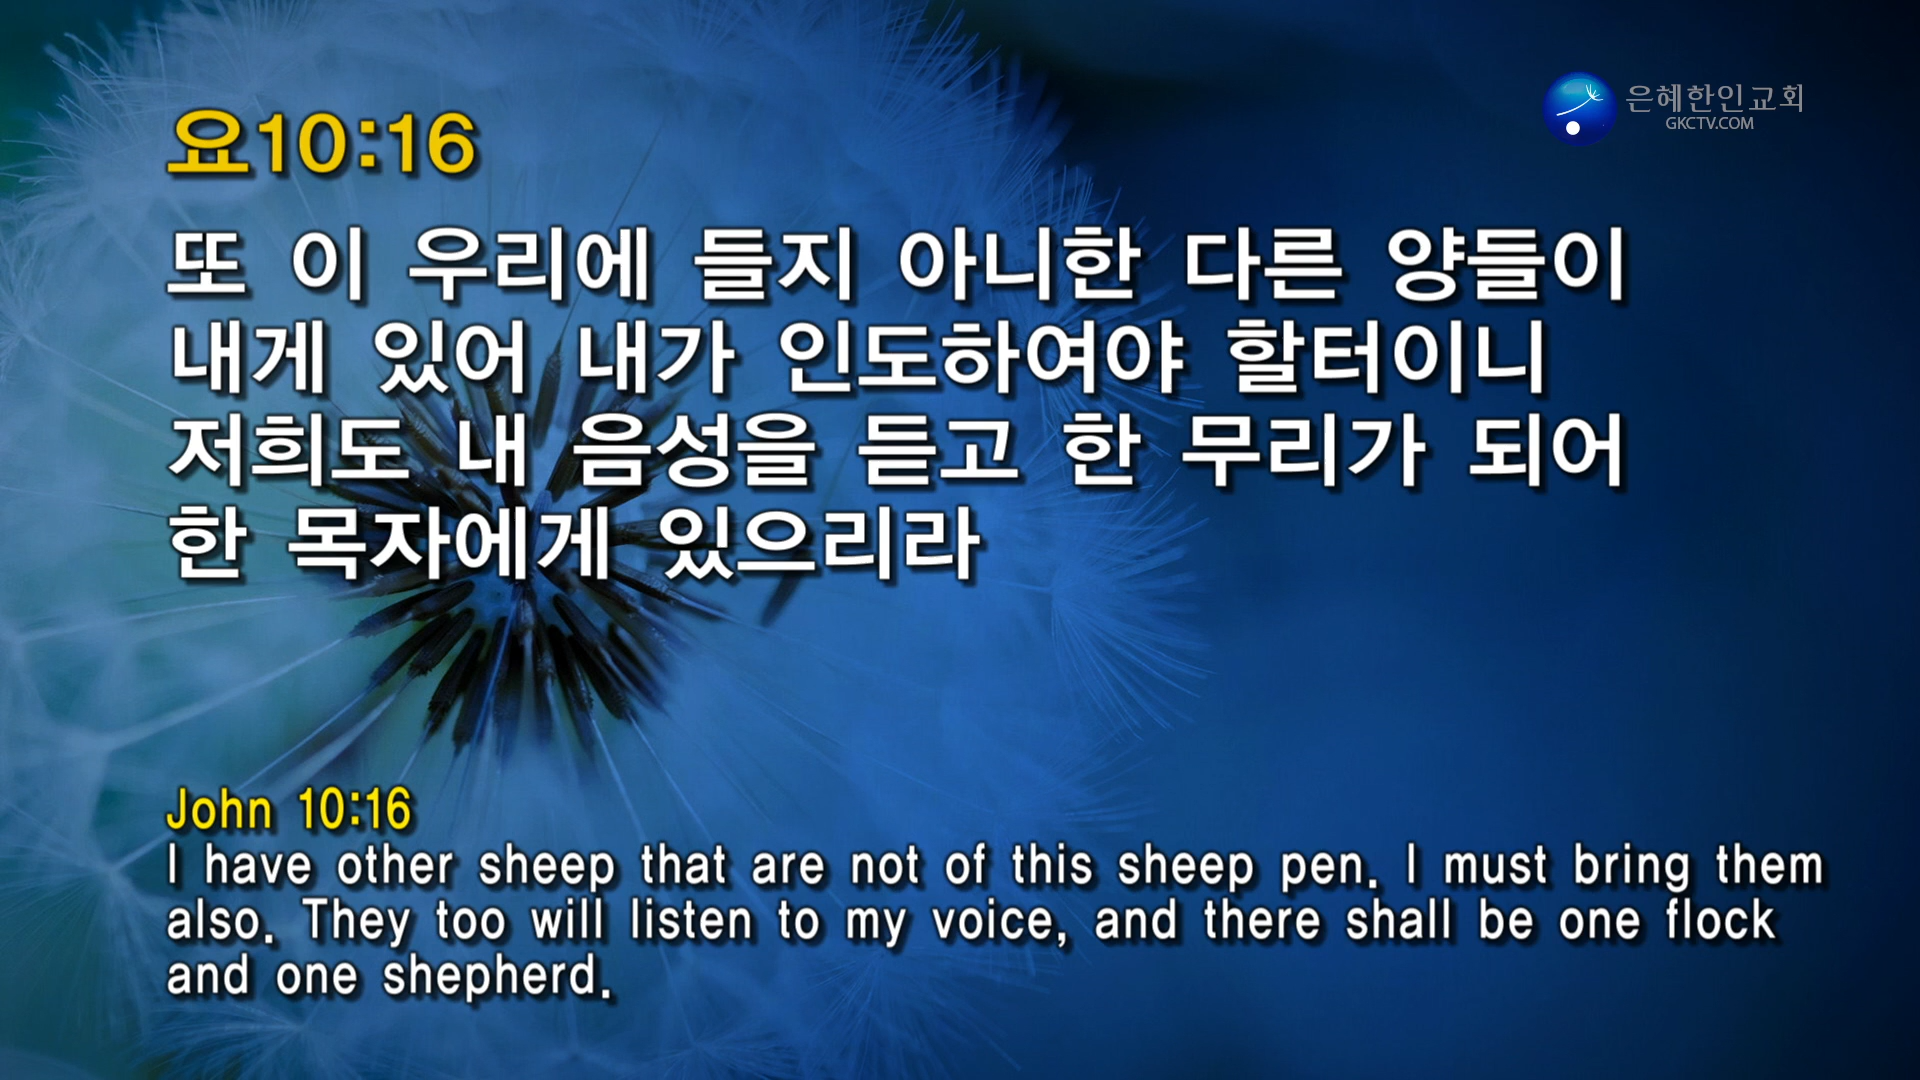 은혜한인교회
GKCTV.COM
요10:16
또 이 우리에 들지 아니한 다른 양들이
내게 있어 내가 인도하여야 할터이니
저희도 내 음성을 듣고 한 무리가 되어
한 목자에게 있으리라
John 10:16
I have other sheep that are not of this sheep pen. I must bring them
also. They too will listen to my voice, and there shall be one flock
and one shepherd.